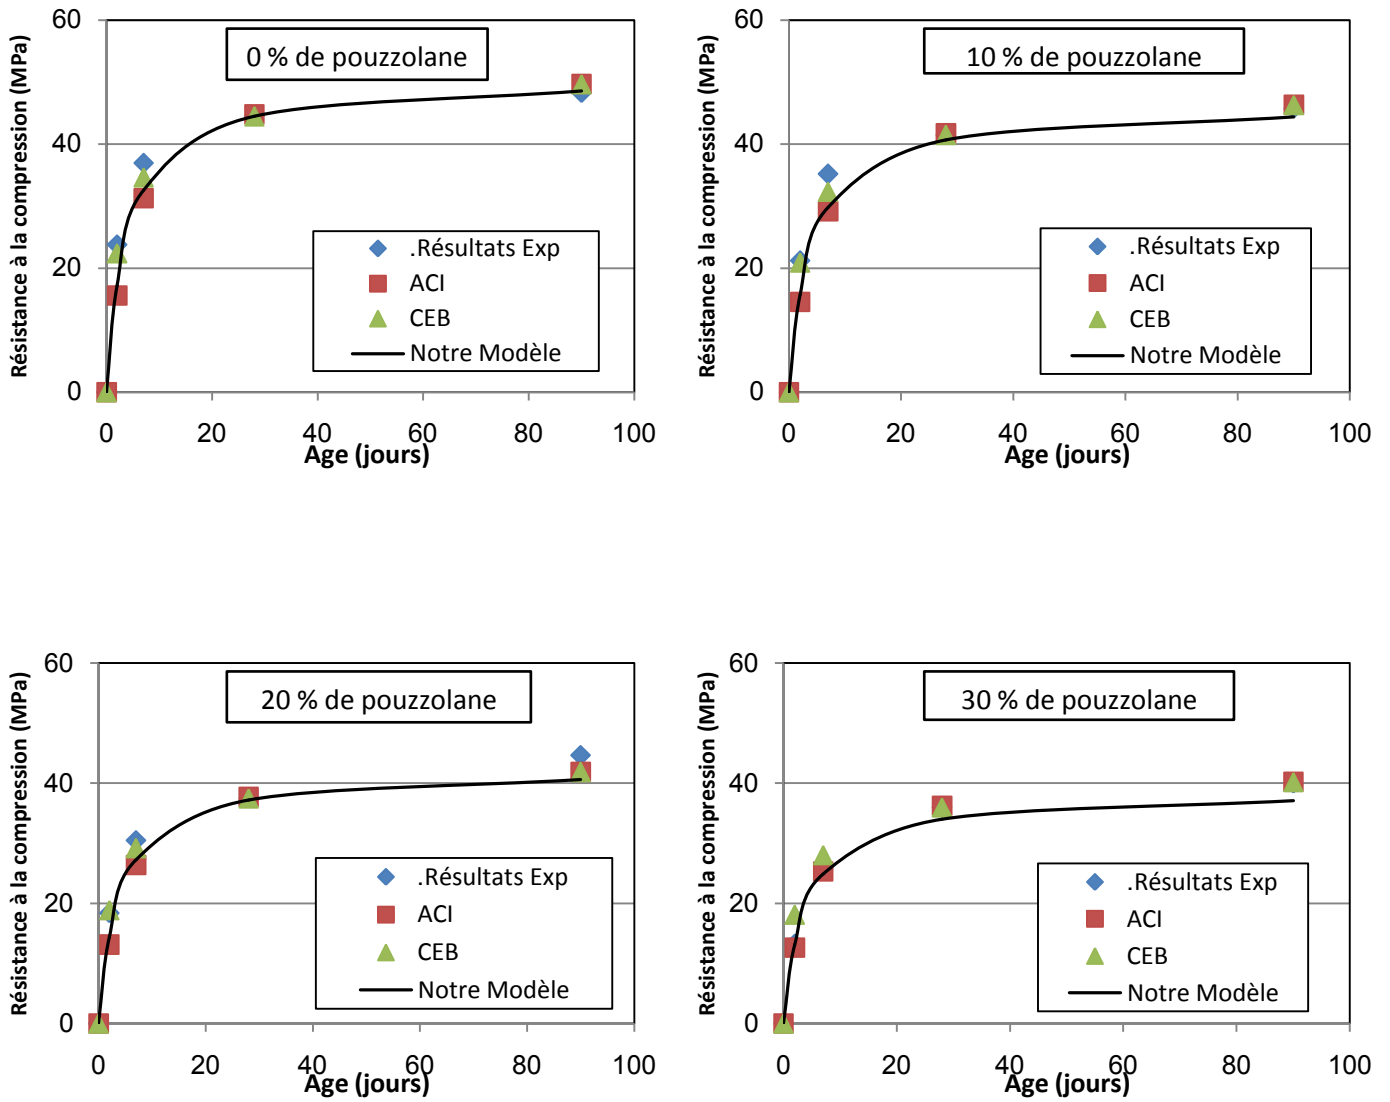 0 % de pouzzolane
Résistance à la compression (MPa)
60
40
20
0
.Résultats Exp
ACI
CEB
Notre Modèle
0 20 40 60 80 100
Age (jours)
10 % de pouzzolane
Résistance à la compression (MPa)
60
40
20
0
.Résultats Exp
ACI
CEB
Notre Modèle
0 20 40 60 80 100
Age (jours)
20 % de pouzzolane
Résistance à la compression (MPa)
60
40
20
0
.Résultats Exp
ACI
CEB
Notre Modèle
0 20 40 60 80 100
Age (jours)
30 % de pouzzolane
Résistance à la compression (MPa)
60
40
20
0
.Résultats Exp
ACI
CEB
Notre Modèle
0 20 40 60 80 100
Age (jours)